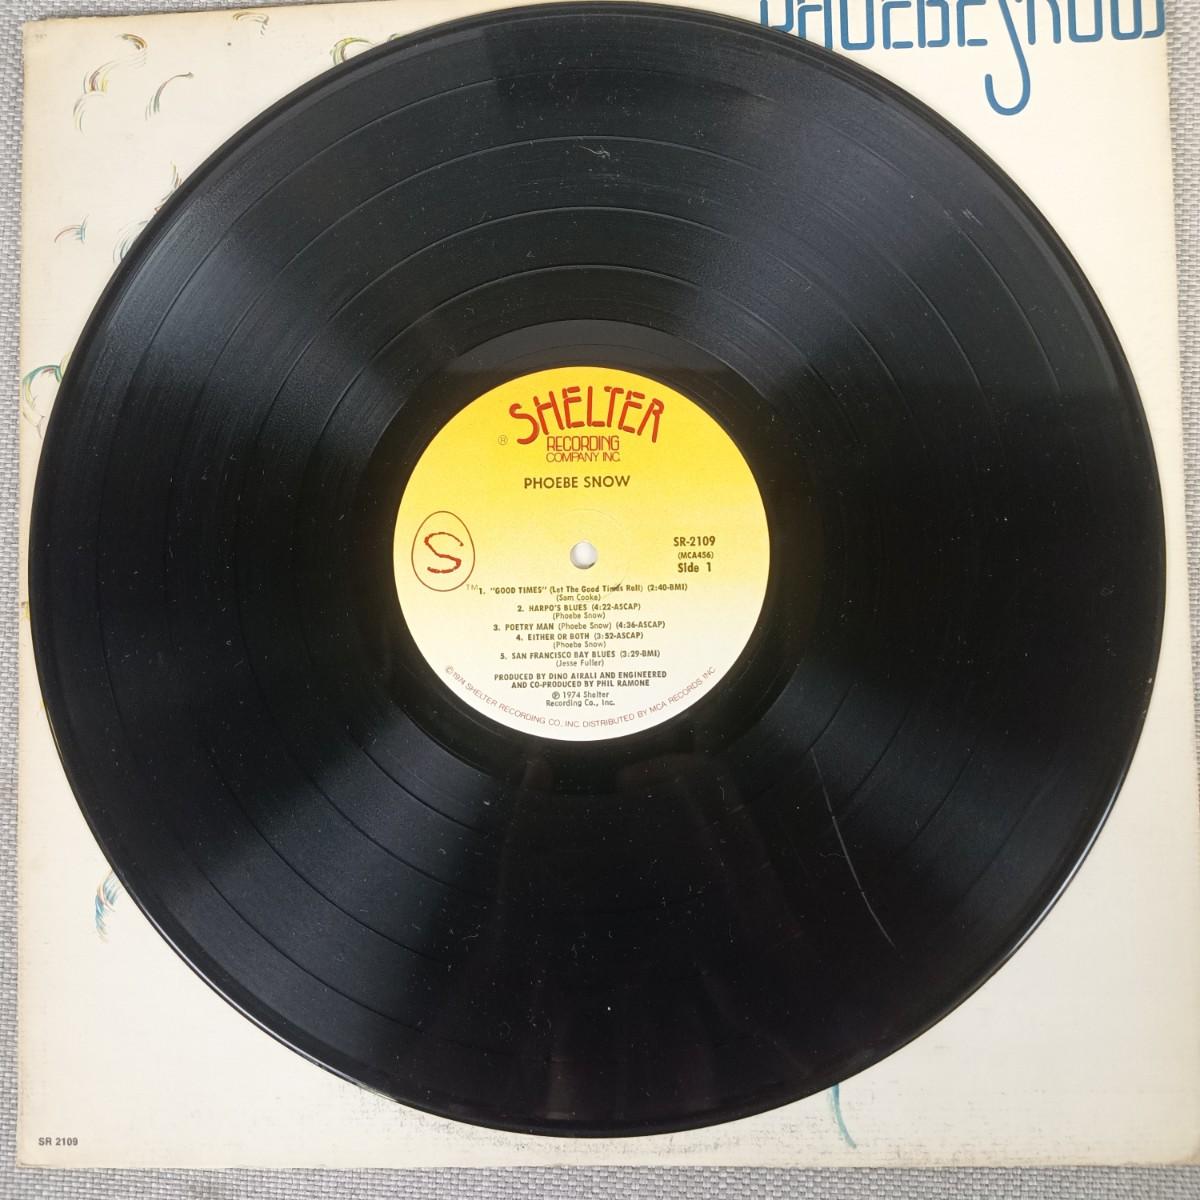 PHOEBE SNOW
SHELTER
®
RECORDING
COMPANY INC.
PHOEBE SNOW
S
TM
SR-2109
(MCA456)
Side 1
1. "GOOD TIMES" (Let The Good Times Roll) (2:40-BMI)
(Sam Cooke)
2. HARPO'S BLUES (4:22-ASCAP)
(Phoebe Snow)
3. POETRY MAN (Phoebe Snow) (4:36-ASCAP)
4. EITHER OR BOTH (3:52-ASCAP)
(Phoebe Snow)
5. SAN FRANCISCO BAY BLUES (3:29-BMI)
(Jesse Fuller)
PRODUCED BY DINO AIRALI AND ENGINEERED
AND CO-PRODUCED BY PHIL RAMONE
℗ 1974 Shelter
Recording Co., Inc.
©1974 SHELTER RECORDING CO., INC. DISTRIBUTED BY MCA RECORDS INC.
SR 2109